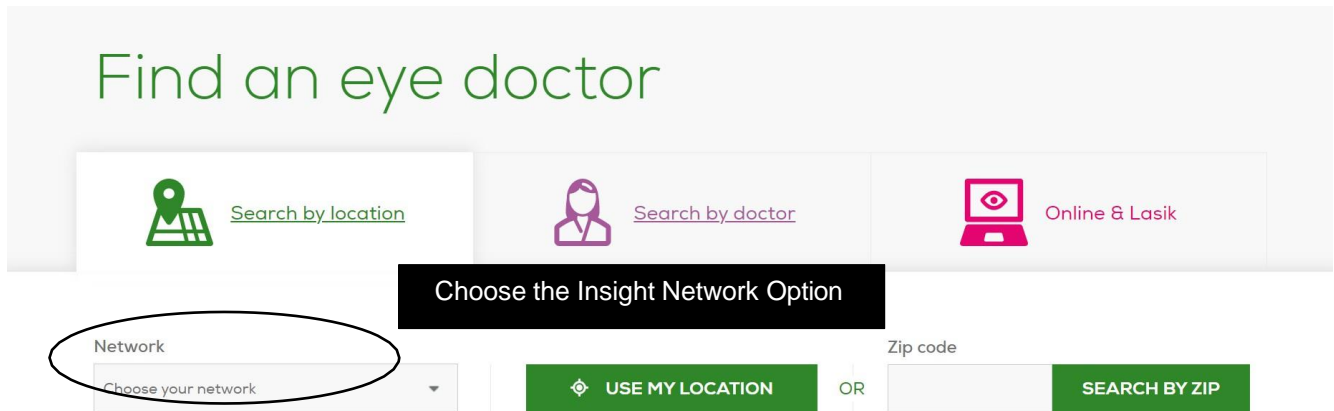 Find an eye doctor
Search by location
Search by doctor
Online & Lasik
Choose the Insight Network Option
Network
Zip code
Choose your network
USE MY LOCATION
OR
SEARCH BY ZIP